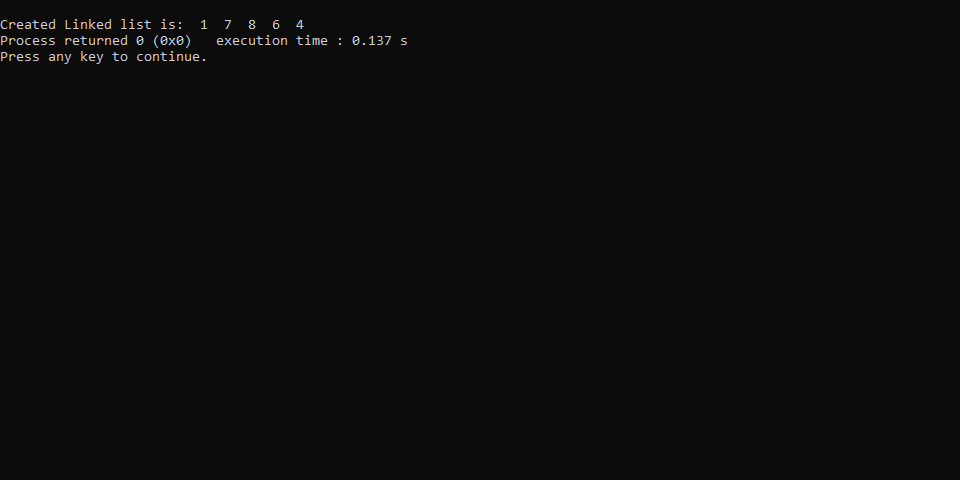 Created Linked list is:  1  7  8  6  4
Process returned 0 (0x0)   execution time : 0.137 s
Press any key to continue.